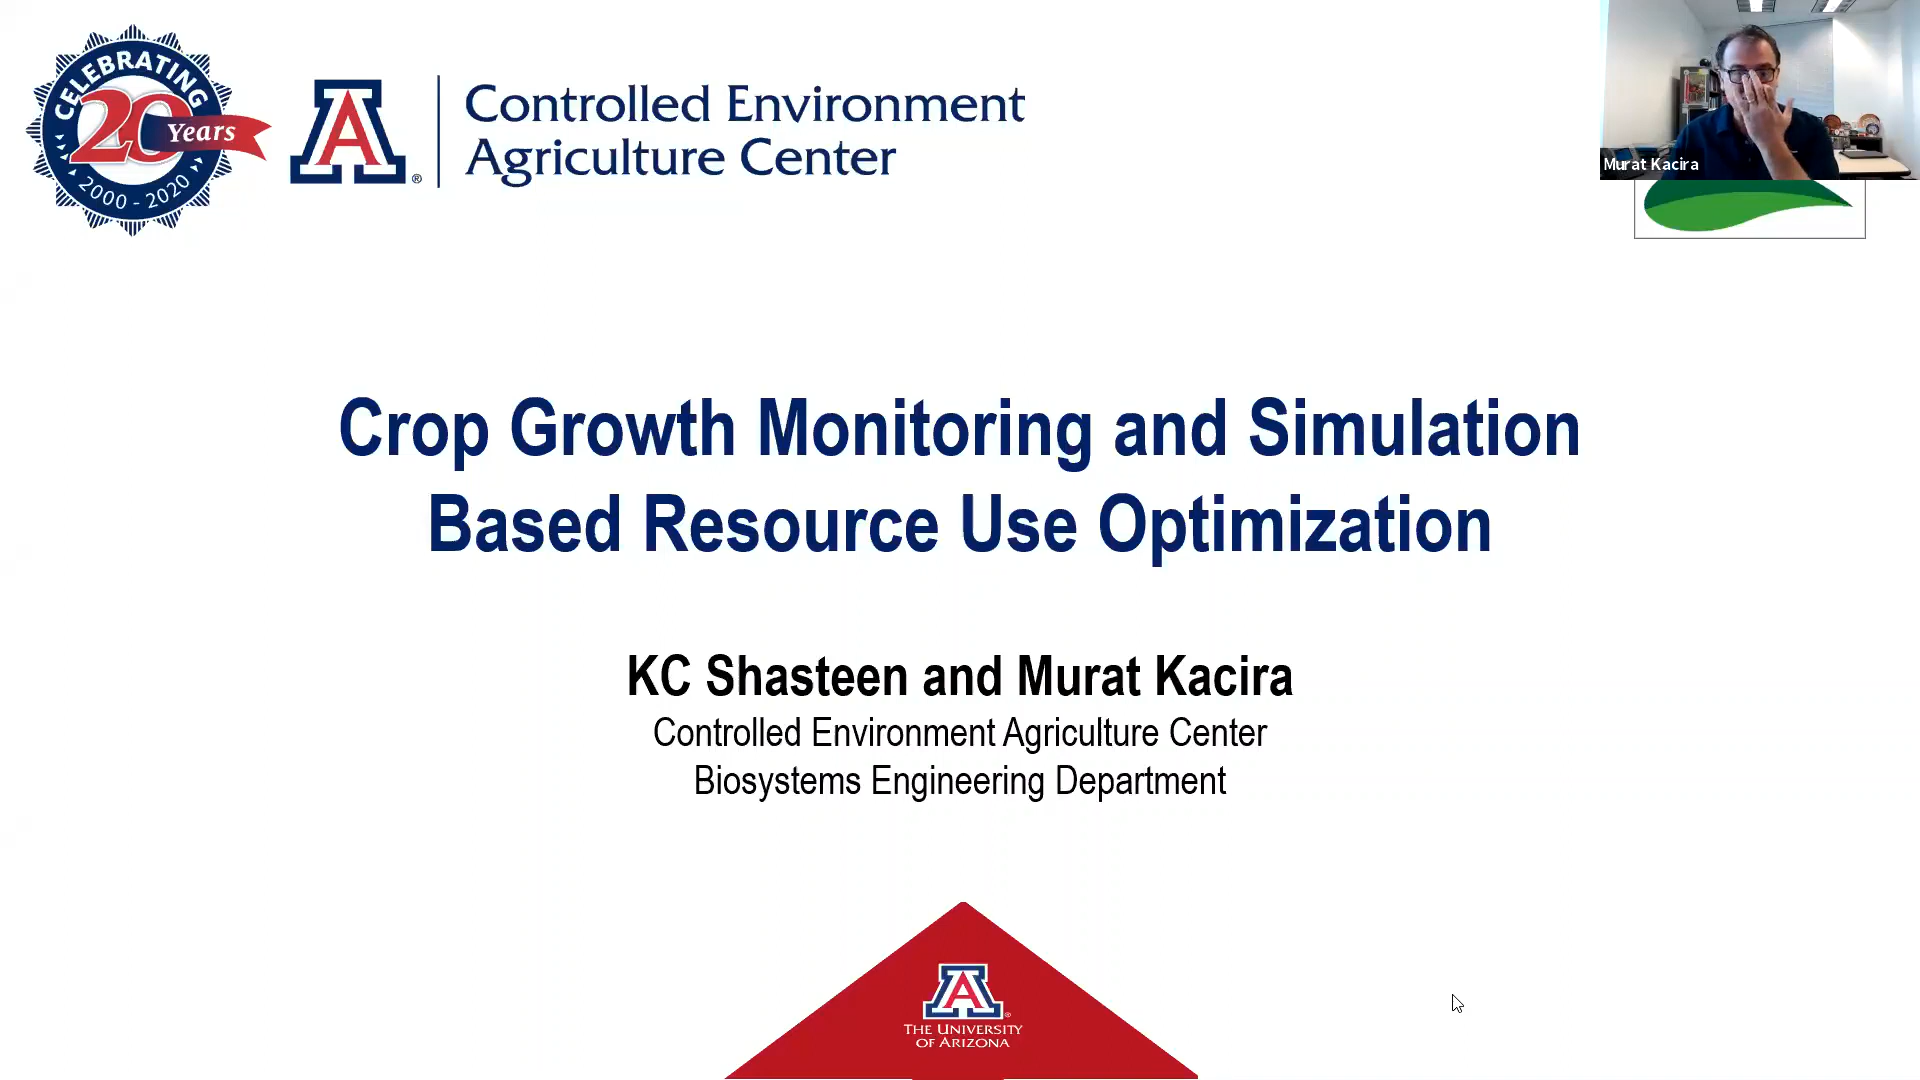 CELEBRATING
20 Years
2000 - 2020
A®
Controlled Environment
Agriculture Center
Murat Kacira
Crop Growth Monitoring and Simulation
Based Resource Use Optimization
KC Shasteen and Murat Kacira
Controlled Environment Agriculture Center
Biosystems Engineering Department
A®
THE UNIVERSITY
OF ARIZONA